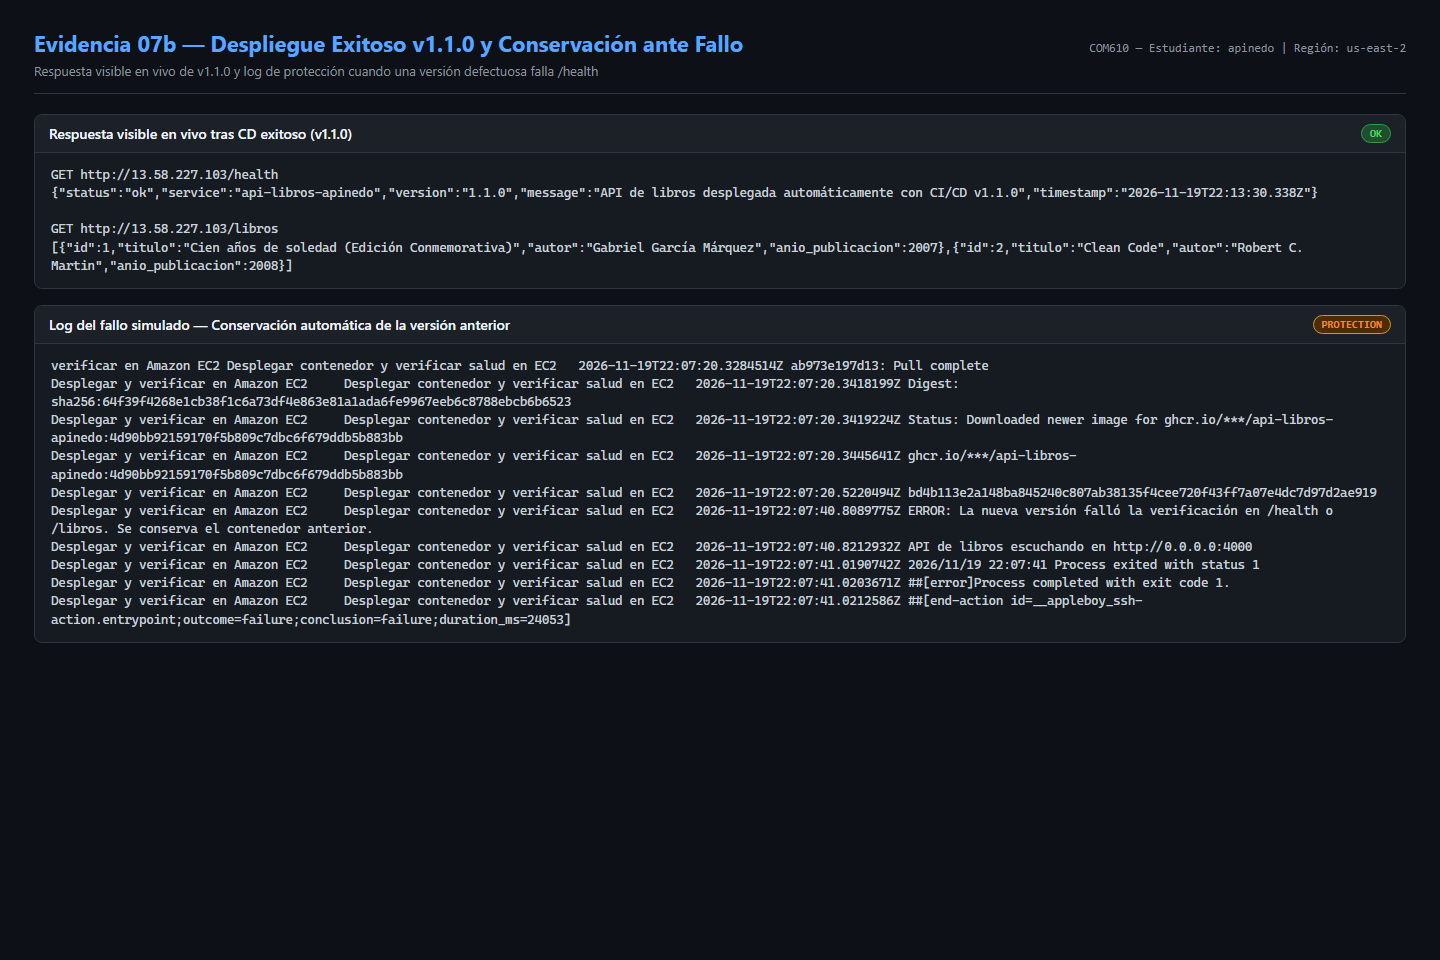 Evidencia 07b — Despliegue Exitoso v1.1.0 y Conservación ante Fallo
COM610 — Estudiante: apinedo | Región: us-east-2
Respuesta visible en vivo de v1.1.0 y log de protección cuando una versión defectuosa falla /health
Respuesta visible en vivo tras CD exitoso (v1.1.0)
OK
GET http://13.58.227.103/health
{"status":"ok","service":"api-libros-apinedo","version":"1.1.0","message":"API de libros desplegada automáticamente con CI/CD v1.1.0","timestamp":"2026-11-19T22:13:30.338Z"}
GET http://13.58.227.103/libros
[{"id":1,"titulo":"Cien años de soledad (Edición Conmemorativa)","autor":"Gabriel García Márquez","anio_publicacion":2007},{"id":2,"titulo":"Clean Code","autor":"Robert C.
Martin","anio_publicacion":2008}]
Log del fallo simulado — Conservación automática de la versión anterior
PROTECTION
verificar en Amazon EC2 Desplegar contenedor y verificar salud en EC2   2026-11-19T22:07:20.3284514Z ab973e197d13: Pull complete
Desplegar y verificar en Amazon EC2     Desplegar contenedor y verificar salud en EC2   2026-11-19T22:07:20.3418199Z Digest:
sha256:64f39f4268e1cb38f1c6a73df4e863e81a1ada6fe9967eeb6c8788ebcb6b6523
Desplegar y verificar en Amazon EC2     Desplegar contenedor y verificar salud en EC2   2026-11-19T22:07:20.3419224Z Status: Downloaded newer image for ghcr.io/***/api-libros-
apinedo:4d90bb92159170f5b809c7dbc6f679ddb5b883bb
Desplegar y verificar en Amazon EC2     Desplegar contenedor y verificar salud en EC2   2026-11-19T22:07:20.3445641Z ghcr.io/***/api-libros-
apinedo:4d90bb92159170f5b809c7dbc6f679ddb5b883bb
Desplegar y verificar en Amazon EC2     Desplegar contenedor y verificar salud en EC2   2026-11-19T22:07:20.5220494Z bd4b113e2a148ba845240c807ab38135f4cee720f43ff7a07e4dc7d97d2ae919
Desplegar y verificar en Amazon EC2     Desplegar contenedor y verificar salud en EC2   2026-11-19T22:07:40.8089775Z ERROR: La nueva versión falló la verificación en /health o
/libros. Se conserva el contenedor anterior.
Desplegar y verificar en Amazon EC2     Desplegar contenedor y verificar salud en EC2   2026-11-19T22:07:40.8212932Z API de libros escuchando en http://0.0.0.0:4000
Desplegar y verificar en Amazon EC2     Desplegar contenedor y verificar salud en EC2   2026-11-19T22:07:41.0190742Z 2026/11/19 22:07:41 Process exited with status 1
Desplegar y verificar en Amazon EC2     Desplegar contenedor y verificar salud en EC2   2026-11-19T22:07:41.0203671Z ##[error]Process completed with exit code 1.
Desplegar y verificar en Amazon EC2     Desplegar contenedor y verificar salud en EC2   2026-11-19T22:07:41.0212586Z ##[end-action id=__appleboy_ssh-
action.entrypoint;outcome=failure;conclusion=failure;duration_ms=24053]